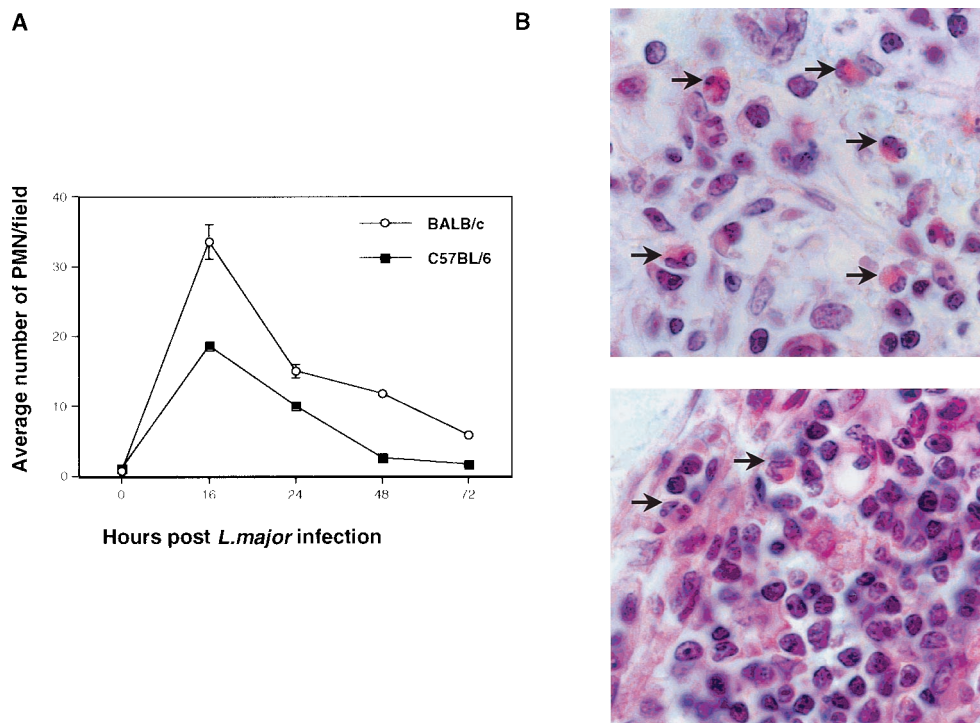 A
B
Average number of PMN/field
40
30
20
10
0
BALB/c
C57BL/6
0 16 24 48 72
Hours post L.major infection